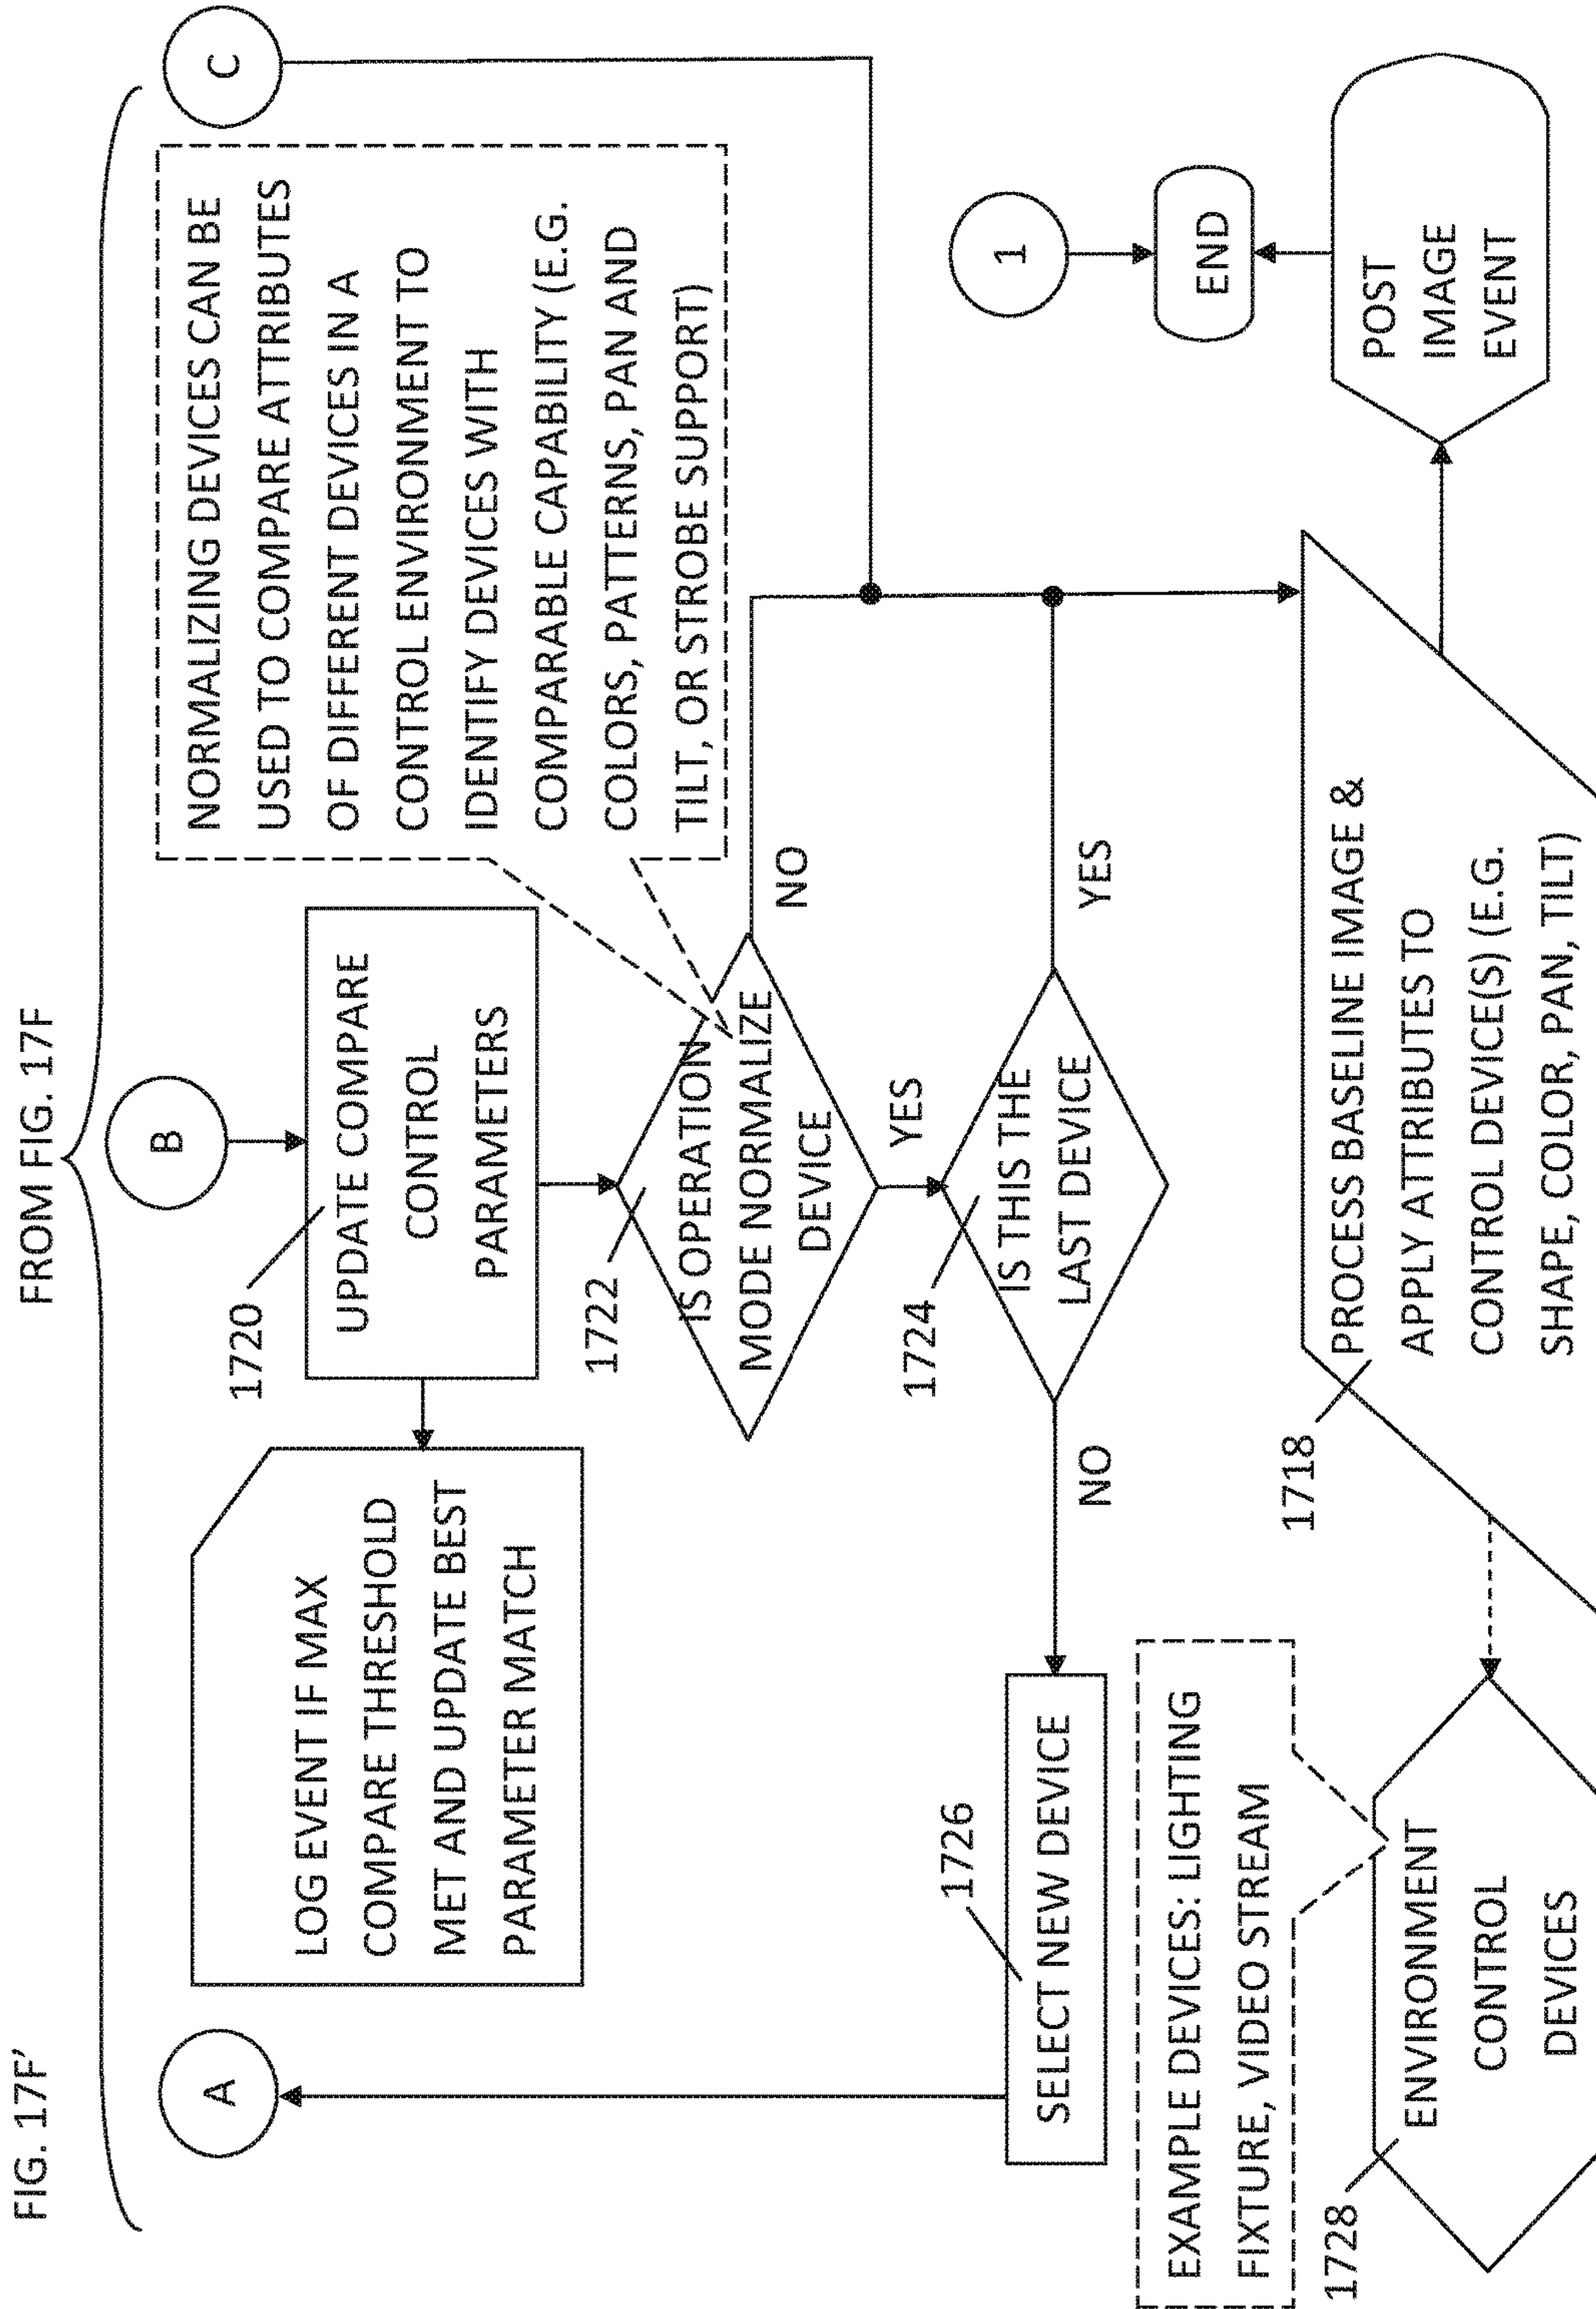 FIG. 17F'
FROM FIG. 17F
A
B
C
LOG EVENT IF MAX
COMPARE THRESHOLD
MET AND UPDATE BEST
PARAMETER MATCH
1720
UPDATE COMPARE
CONTROL
PARAMETERS
NORMALIZING DEVICES CAN BE
USED TO COMPARE ATTRIBUTES
OF DIFFERENT DEVICES IN A
CONTROL ENVIRONMENT TO
IDENTIFY DEVICES WITH
COMPARABLE CAPABILITY (E.G.
COLORS, PATTERNS, PAN AND
TILT, OR STROBE SUPPORT)
1722
IS OPERATION
MODE NORMALIZE
DEVICE
NO
YES
1724
IS THIS THE
LAST DEVICE
YES
NO
1726
SELECT NEW DEVICE
1
END
EXAMPLE DEVICES: LIGHTING
FIXTURE, VIDEO STREAM
1728
ENVIRONMENT
CONTROL
DEVICES
1718
PROCESS BASELINE IMAGE &
APPLY ATTRIBUTES TO
CONTROL DEVICE(S) (E.G.
SHAPE, COLOR, PAN, TILT)
POST
IMAGE
EVENT